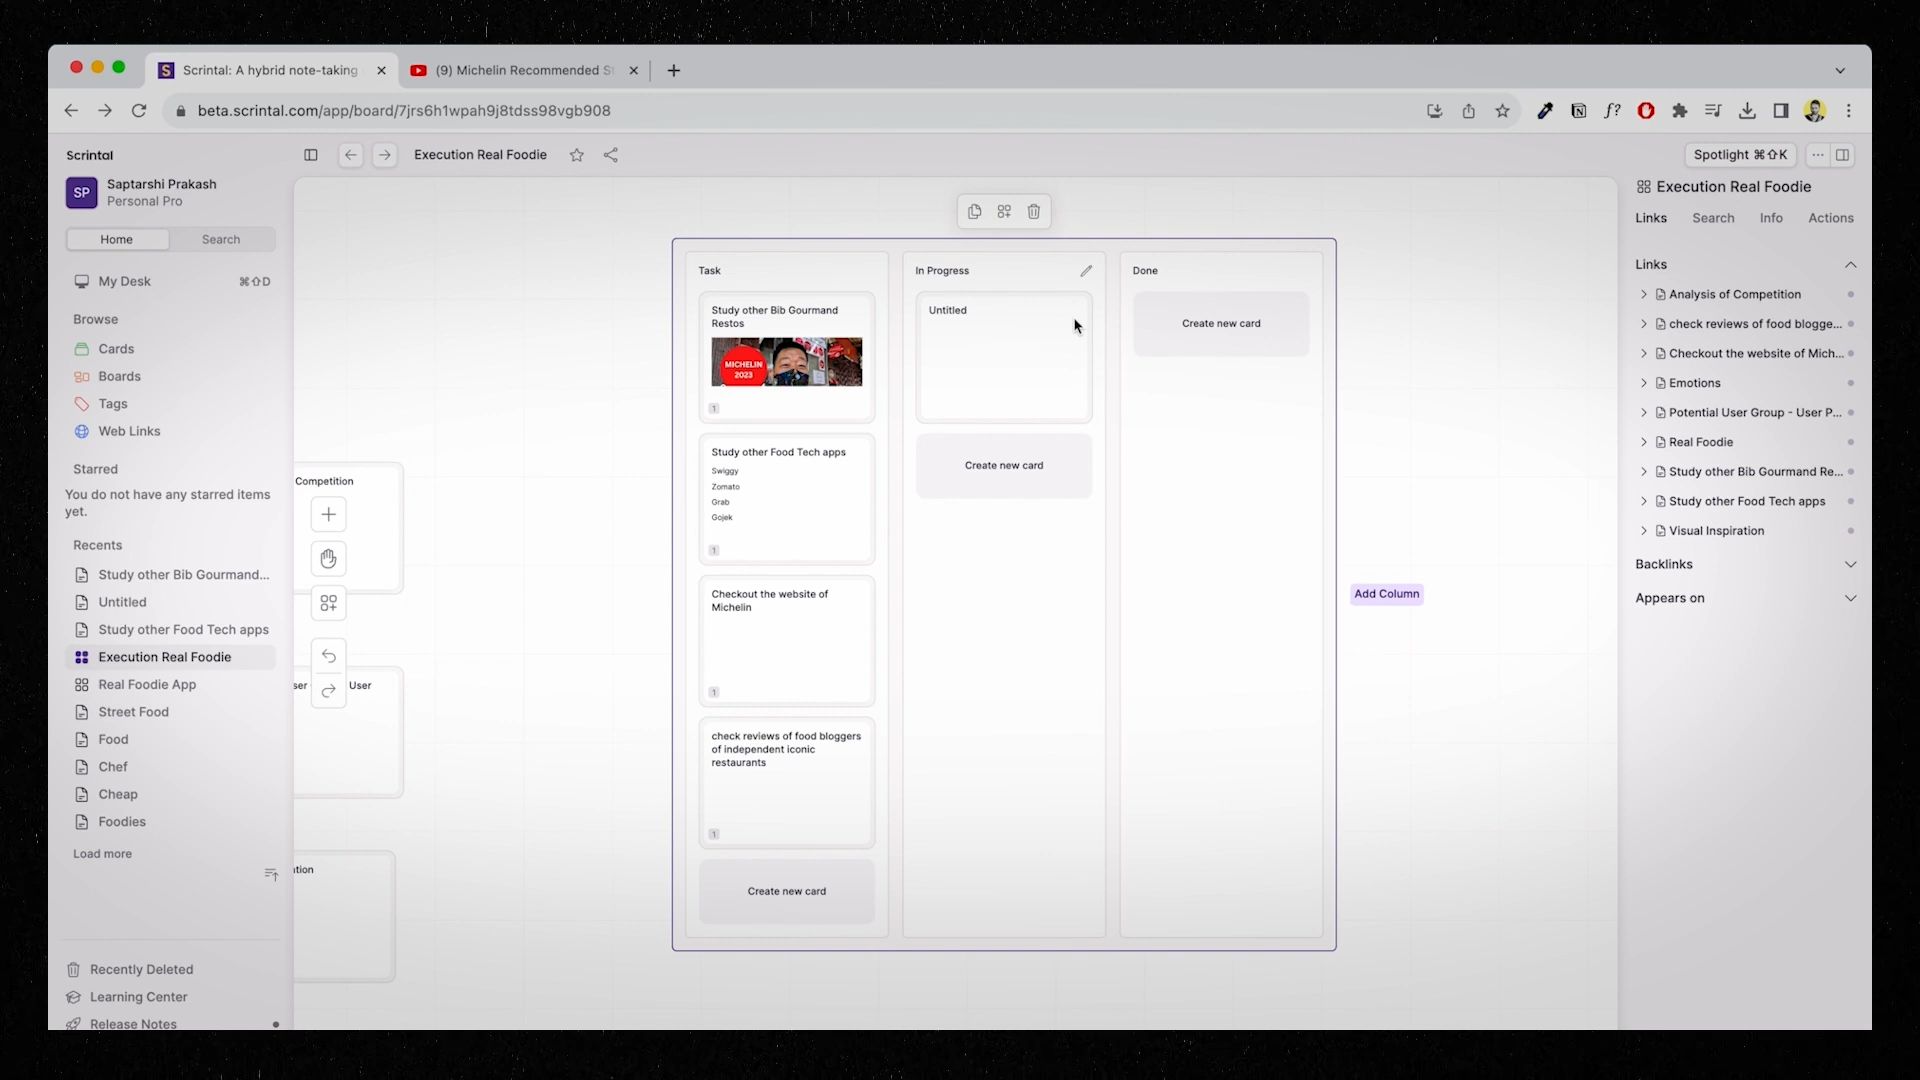 Scrintal: A hybrid note-taking
(9) Michelin Recommended S
beta.scrintal.com/app/board/7jrs6h1wpah9j8tdss98vgb908
f?
Scrintal
Execution Real Foodie
Spotlight ⌘⇧K
SP
Saptarshi Prakash
Personal Pro
Home
Search
My Desk
⌘⇧D
Browse
Cards
Boards
Tags
Web Links
Starred
You do not have any starred items
yet.
Recents
Study other Bib Gourmand...
Untitled
Study other Food Tech apps
Execution Real Foodie
Real Foodie App
Street Food
Food
Chef
Cheap
Foodies
Load more
Recently Deleted
Learning Center
Release Notes
Competition
ser
User
ation
Task
Study other Bib Gourmand
Restos
MICHELIN
2023
1
Study other Food Tech apps
Swiggy
Zomato
Grab
Gojek
1
Checkout the website of
Michelin
1
check reviews of food bloggers
of independent iconic
restaurants
1
Create new card
In Progress
Untitled
Create new card
Done
Create new card
Add Column
Execution Real Foodie
Links
Search
Info
Actions
Links
Analysis of Competition
check reviews of food blogge...
Checkout the website of Mich...
Emotions
Potential User Group - User P...
Real Foodie
Study other Bib Gourmand Re...
Study other Food Tech apps
Visual Inspiration
Backlinks
Appears on